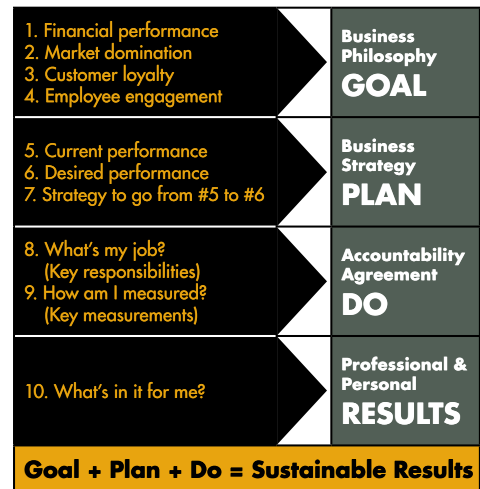 1. Financial performance
2. Market domination
3. Customer loyalty
4. Employee engagement
Business
Philosophy
GOAL
5. Current performance
6. Desired performance
7. Strategy to go from #5 to #6
Business
Strategy
PLAN
8. What's my job?
(Key responsibilities)
9. How am I measured?
(Key measurements)
Accountability
Agreement
DO
10. What's in it for me?
Professional &
Personal
RESULTS
Goal + Plan + Do = Sustainable Results